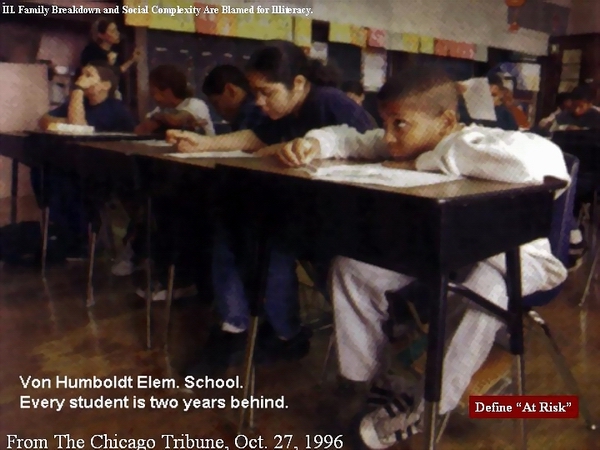 III. Family Breakdown and Social Complexity Are Blamed for Illiteracy.
Von Humboldt Elem. School.
Every student is two years behind.
Define “At Risk”
From The Chicago Tribune, Oct. 27, 1996